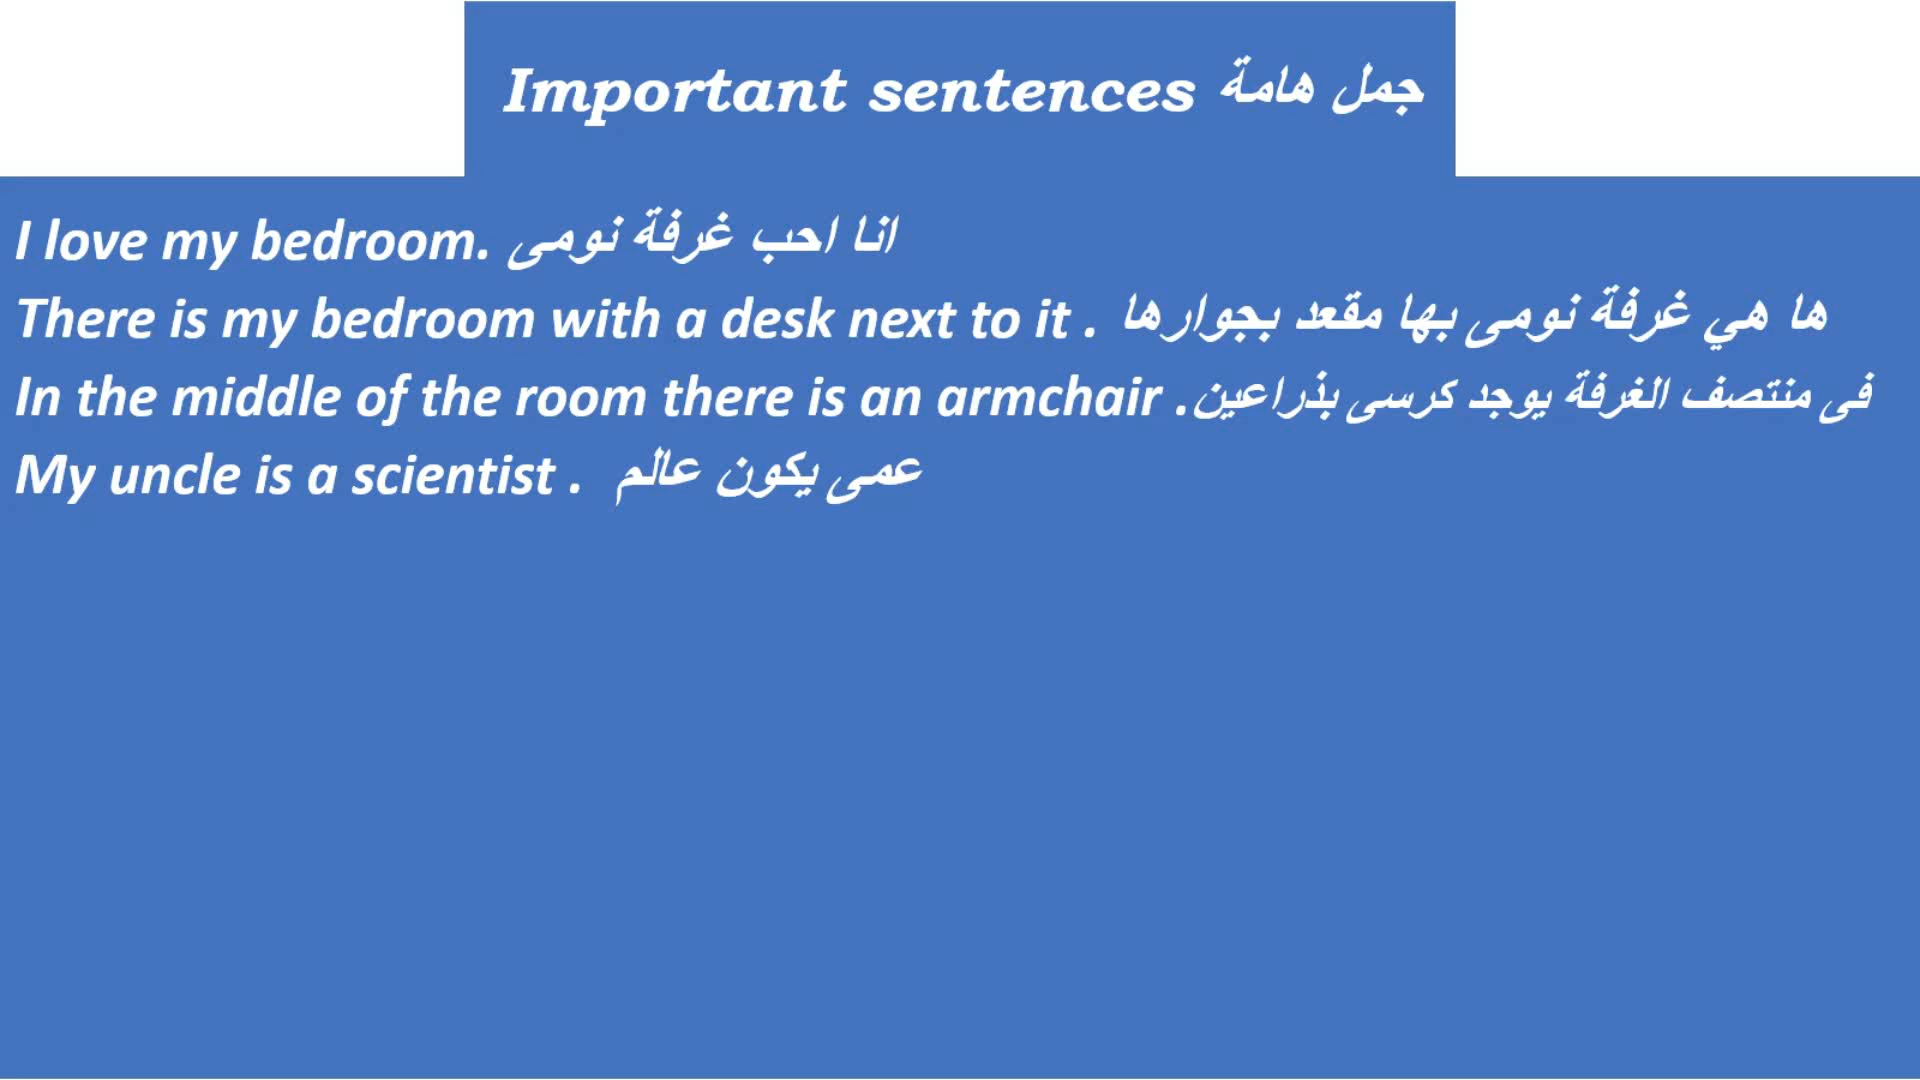 Important sentences جمل هامة
I love my bedroom. انا احب غرفة نومى
There is my bedroom with a desk next to it . ها هي غرفة نومى بها مقعد بجوارها
In the middle of the room there is an armchair .فى منتصف الغرفة يوجد كرسى بذراعين
My uncle is a scientist . عمى يكون عالم